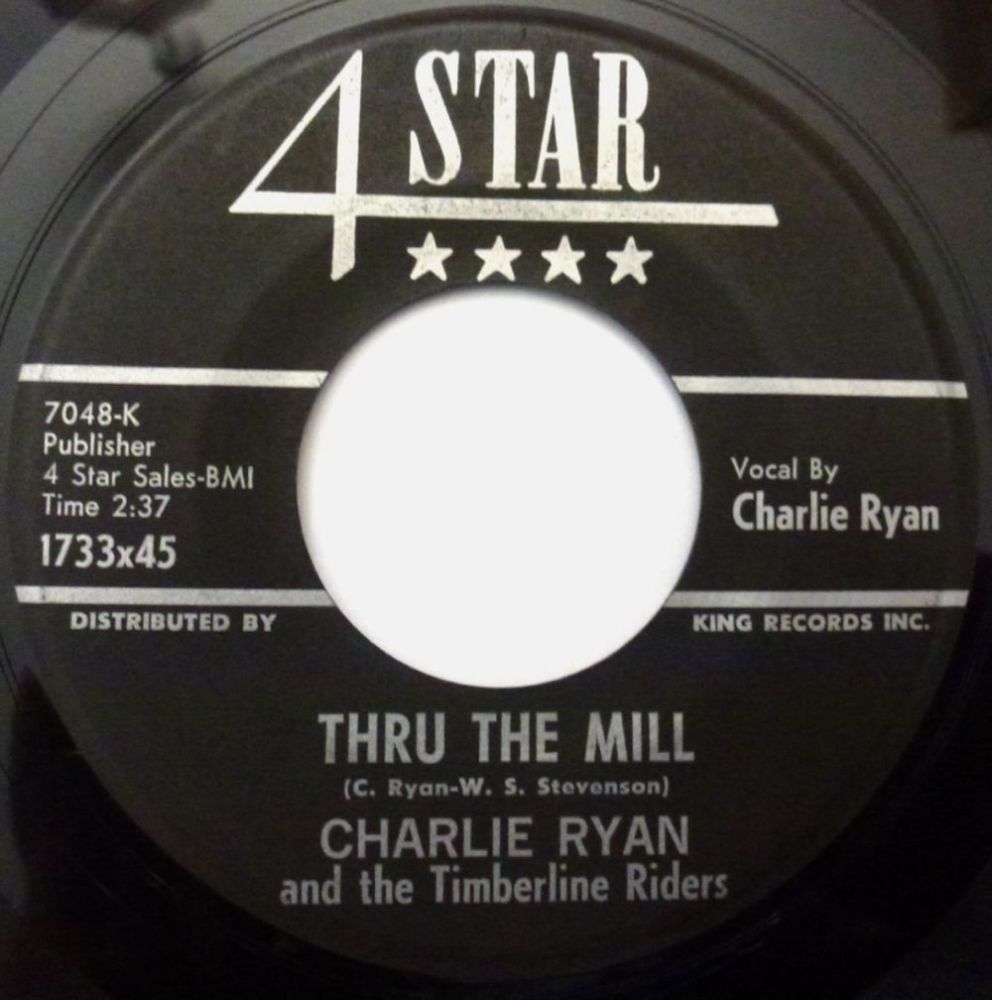 4 STAR
7048-K
Publisher
4 Star Sales-BMI
Time 2:37
1733x45
Vocal By
Charlie Ryan
DISTRIBUTED BY
KING RECORDS INC.
THRU THE MILL
(C. Ryan-W. S. Stevenson)
CHARLIE RYAN
and the Timberline Riders